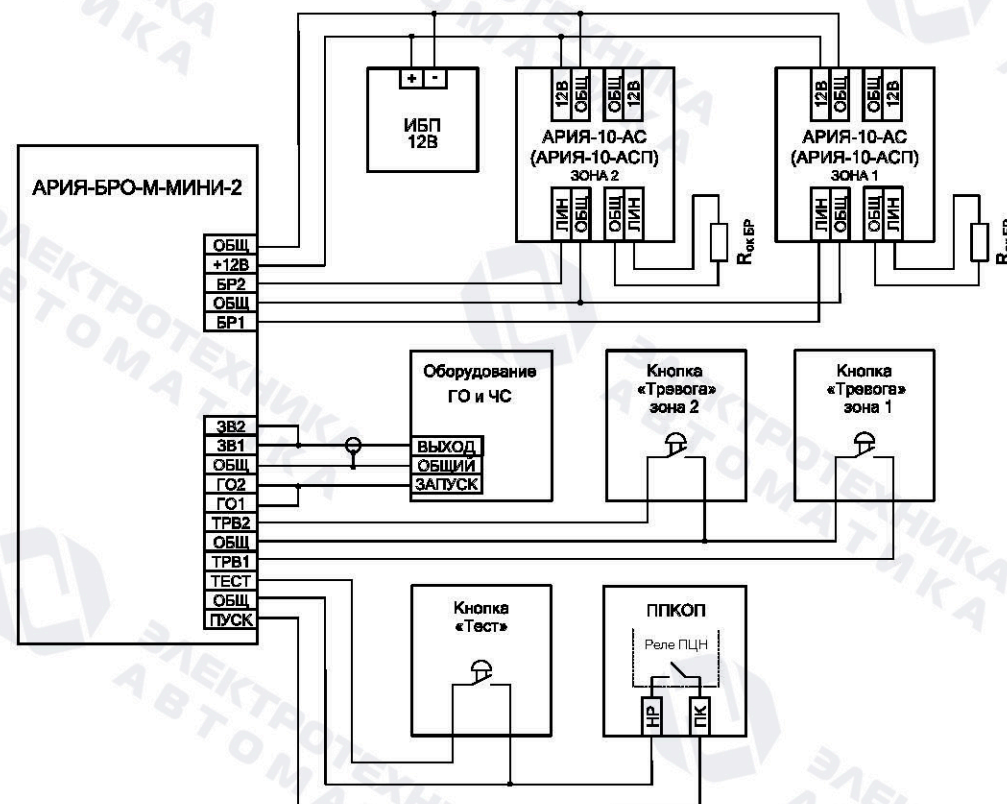 + -
ИБП
12В
12В ОБЩ ОБЩ 12В
АРИЯ-10-АС
(АРИЯ-10-АСП)
ЗОНА 2
ЛИН ОБЩ ОБЩ ЛИН
Rок БР
12В ОБЩ ОБЩ 12В
АРИЯ-10-АС
(АРИЯ-10-АСП)
ЗОНА 1
ЛИН ОБЩ ОБЩ ЛИН
Rок БР
АРИЯ-БРО-М-МИНИ-2
ОБЩ
+12В
БР2
ОБЩ
БР1
ЗВ2
ЗВ1
ОБЩ
ГО2
ГО1
ТРВ2
ОБЩ
ТРВ1
ТЕСТ
ОБЩ
ПУСК
Оборудование
ГО и ЧС
ВЫХОД
ОБЩИЙ
ЗАПУСК
Кнопка
«Тревога»
зона 2
Кнопка
«Тревога»
зона 1
Кнопка
«Тест»
ППКОП
Реле ПЦН
НР ПК
ЭЛЕКТРОТЕХНИКА
АВТОМАТИКА